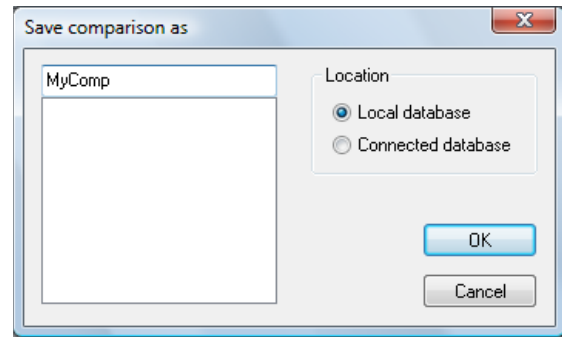 Save comparison as
MyComp
Location
Local database
Connected database
OK
Cancel